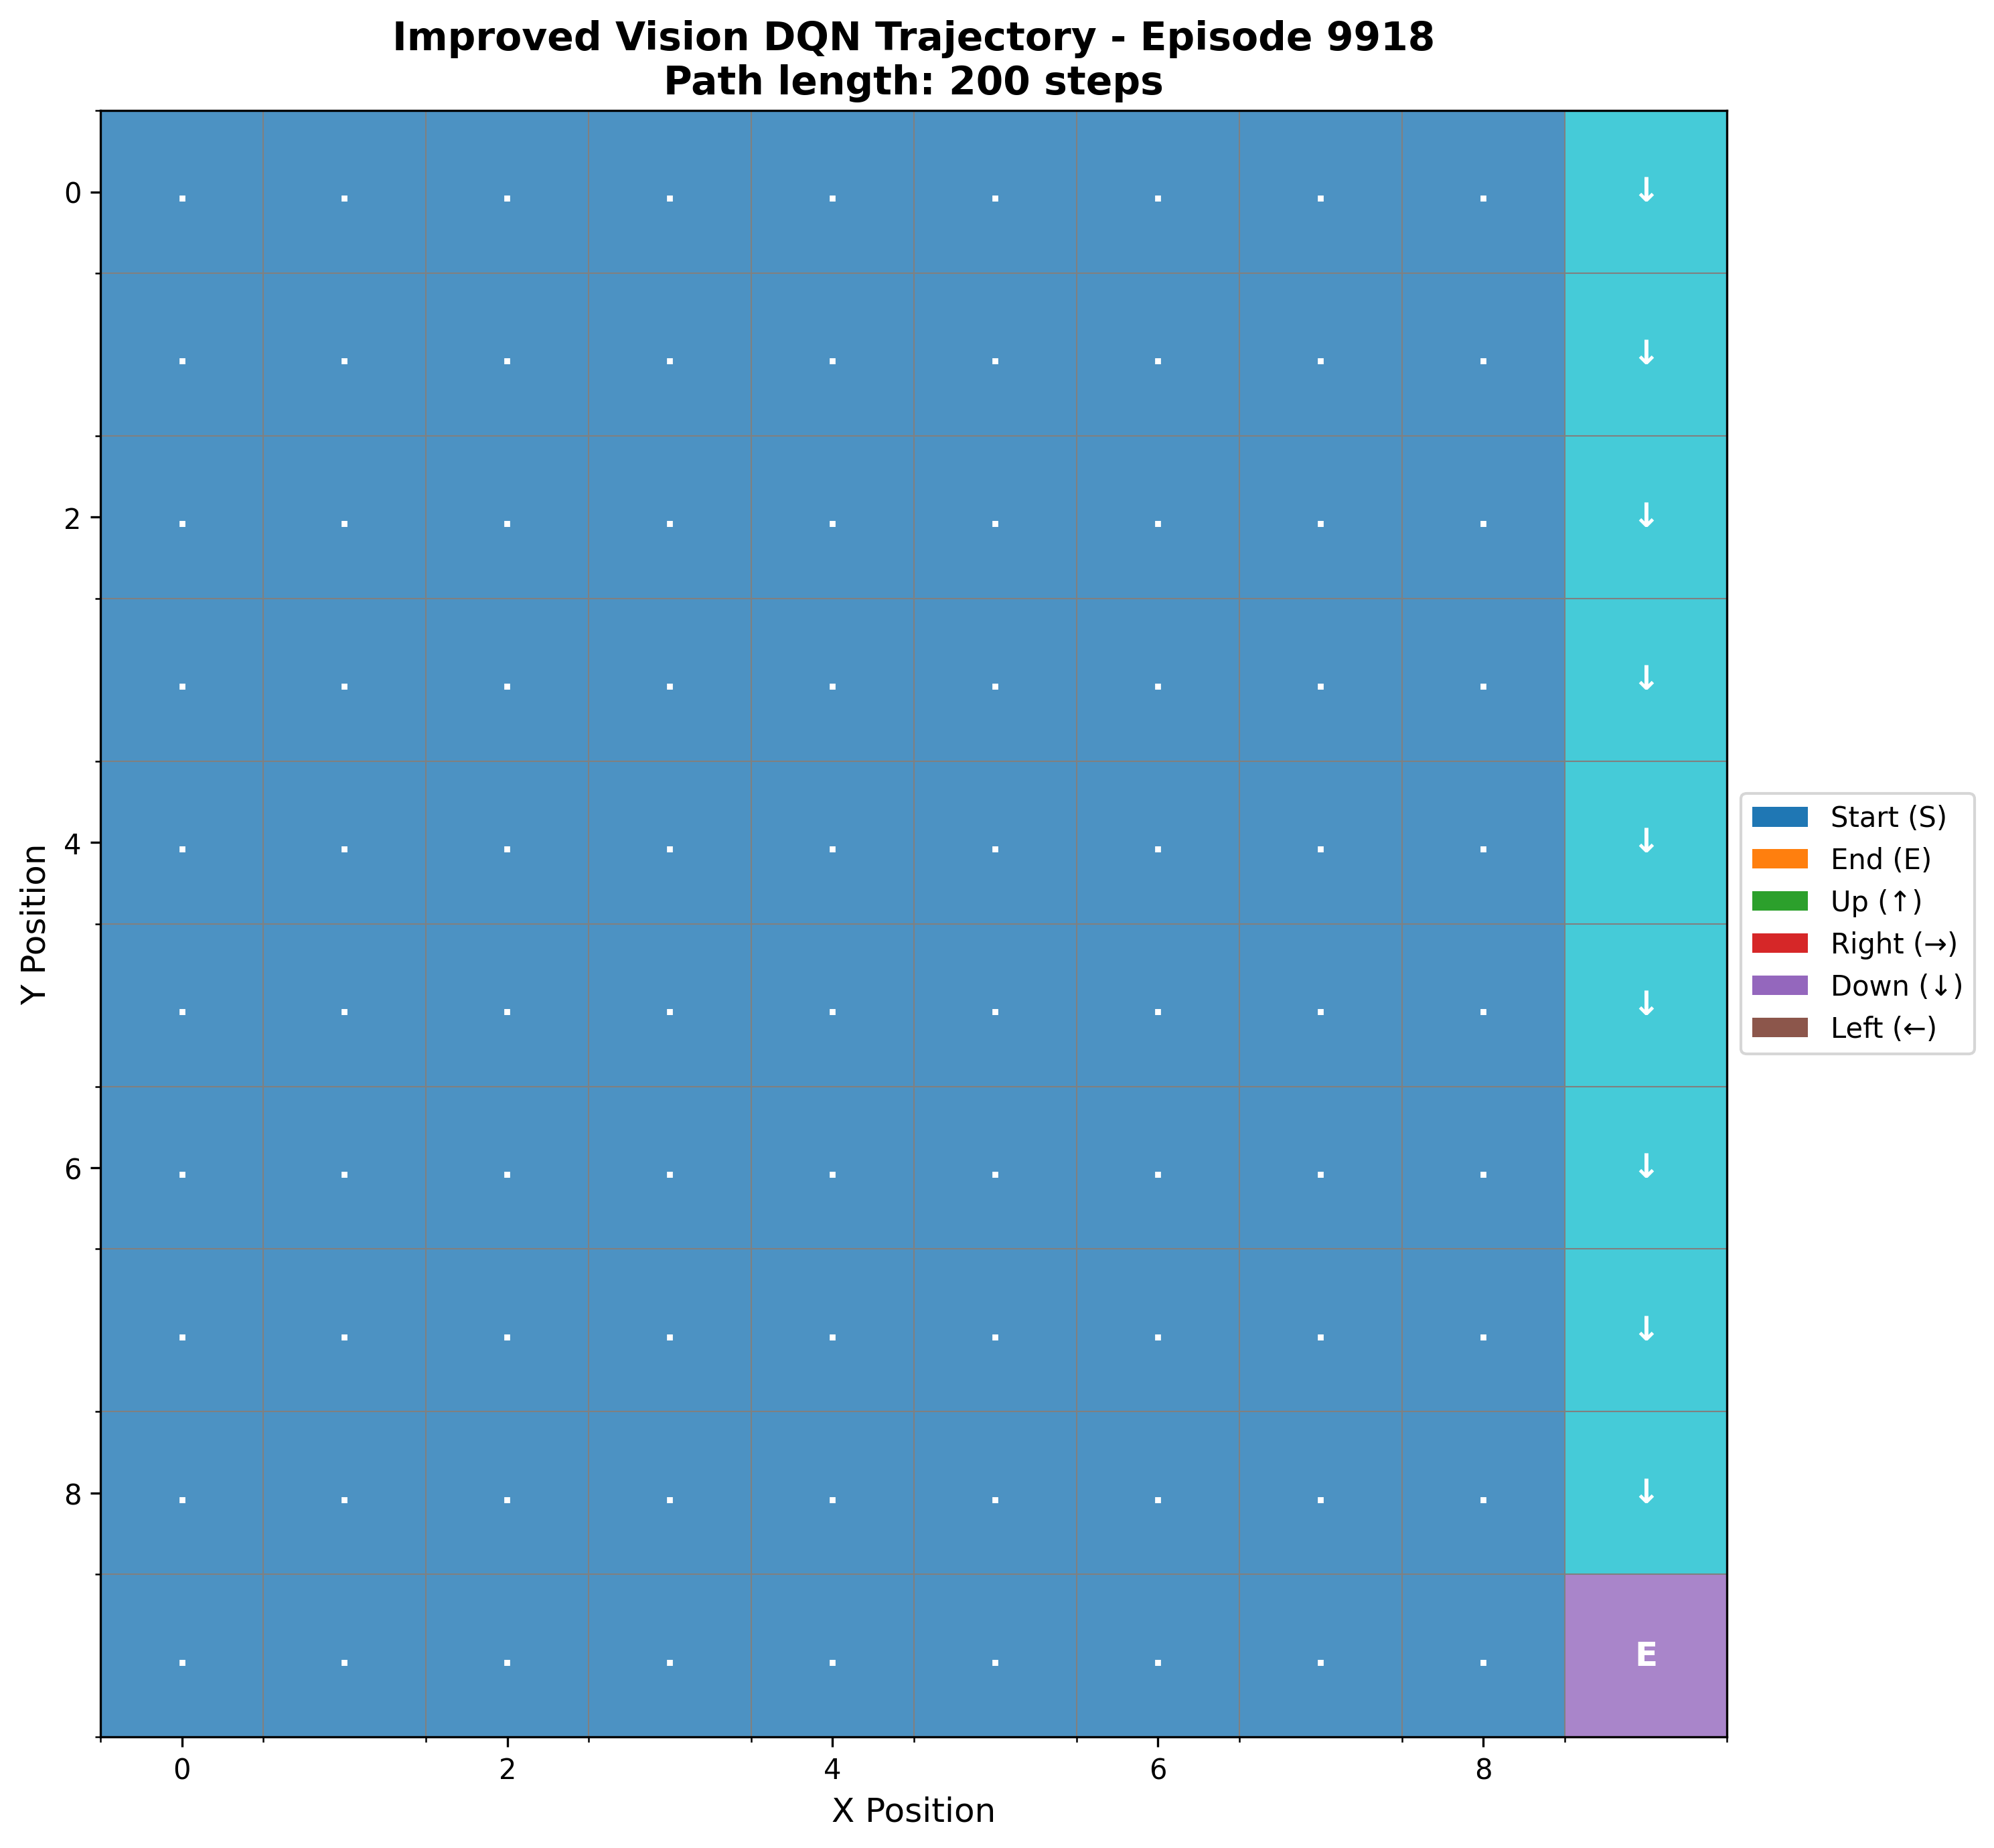 Improved Vision DQN Trajectory - Episode 9918
Path length: 200 steps
0 . . . . . . . . . ↓
. . . . . . . . . ↓
2 . . . . . . . . . ↓
. . . . . . . . . ↓
4 . . . . . . . . . ↓
. . . . . . . . . ↓
6 . . . . . . . . . ↓
. . . . . . . . . ↓
8 . . . . . . . . . ↓
. . . . . . . . . E
0 2 4 6 8
X Position
Y Position
Start (S)
End (E)
Up (↑)
Right (→)
Down (↓)
Left (←)